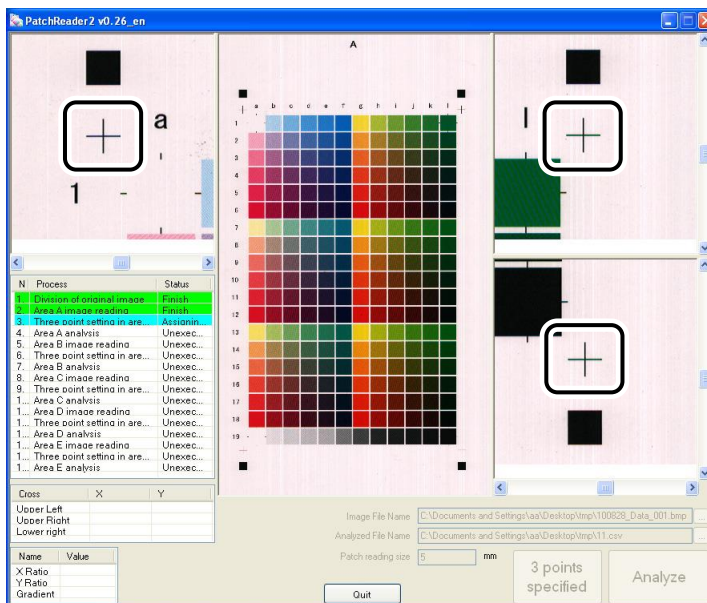 PatchReader2 v0.26_en
a
1
A
a b c d e f g h i j k l
1
2
3
4
5
6
7
8
9
10
11
12
13
14
15
16
17
18
19
l
N Process Status
1. Division of original image Finish
2. Area A image reading Finish
3. Three point setting in are... Assignin...
4. Area A analysis Unexec...
5. Area B image reading Unexec...
6. Three point setting in are... Unexec...
7. Area B analysis Unexec...
8. Area C image reading Unexec...
9. Three point setting in are... Unexec...
1... Area C analysis Unexec...
1... Area D image reading Unexec...
1... Three point setting in are... Unexec...
1... Area D analysis Unexec...
1... Area E image reading Unexec...
1... Three point setting in are... Unexec...
1... Area E analysis Unexec...
Cross X Y
Upper Left
Upper Right
Lower right
Name Value
X Ratio
Y Ratio
Gradient
Image File Name C:\Documents and Settings\aa\Desktop\tmp\100828_Data_001.bmp ...
Analyzed File Name C:\Documents and Settings\aa\Desktop\tmp\11.csv ...
Patch reading size 5 mm
3 points
specified
Analyze
Quit